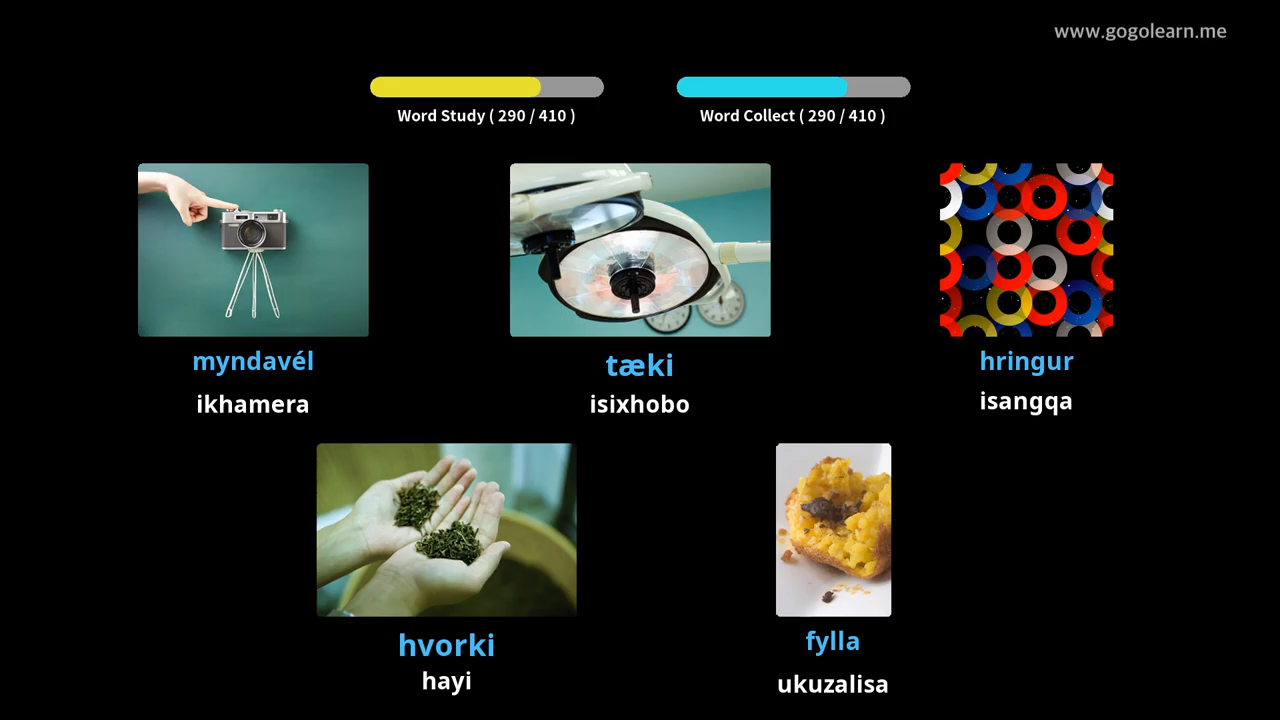 www.gogolearn.me
Word Study ( 290 / 410 )
Word Collect ( 290 / 410 )
myndavél
ikhamera
tæki
isixhobo
hringur
isangqa
hvorki
hayi
fylla
ukuzalisa